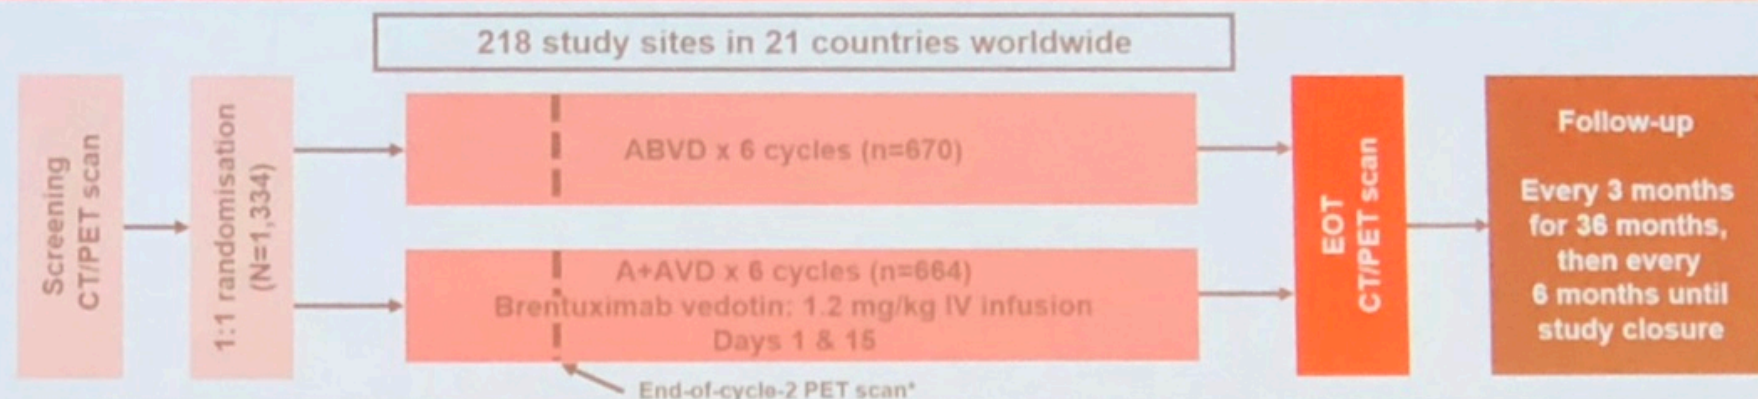 218 study sites in 21 countries worldwide
Screening
CT/PET scan
1:1 randomisation
(N=1,334)
ABVD x 6 cycles (n=670)
A+AVD x 6 cycles (n=664)
Brentuximab vedotin: 1.2 mg/kg IV infusion
Days 1 & 15
End-of-cycle-2 PET scan*
EOT
CT/PET scan
Follow-up
Every 3 months
for 36 months,
then every
6 months until
study closure